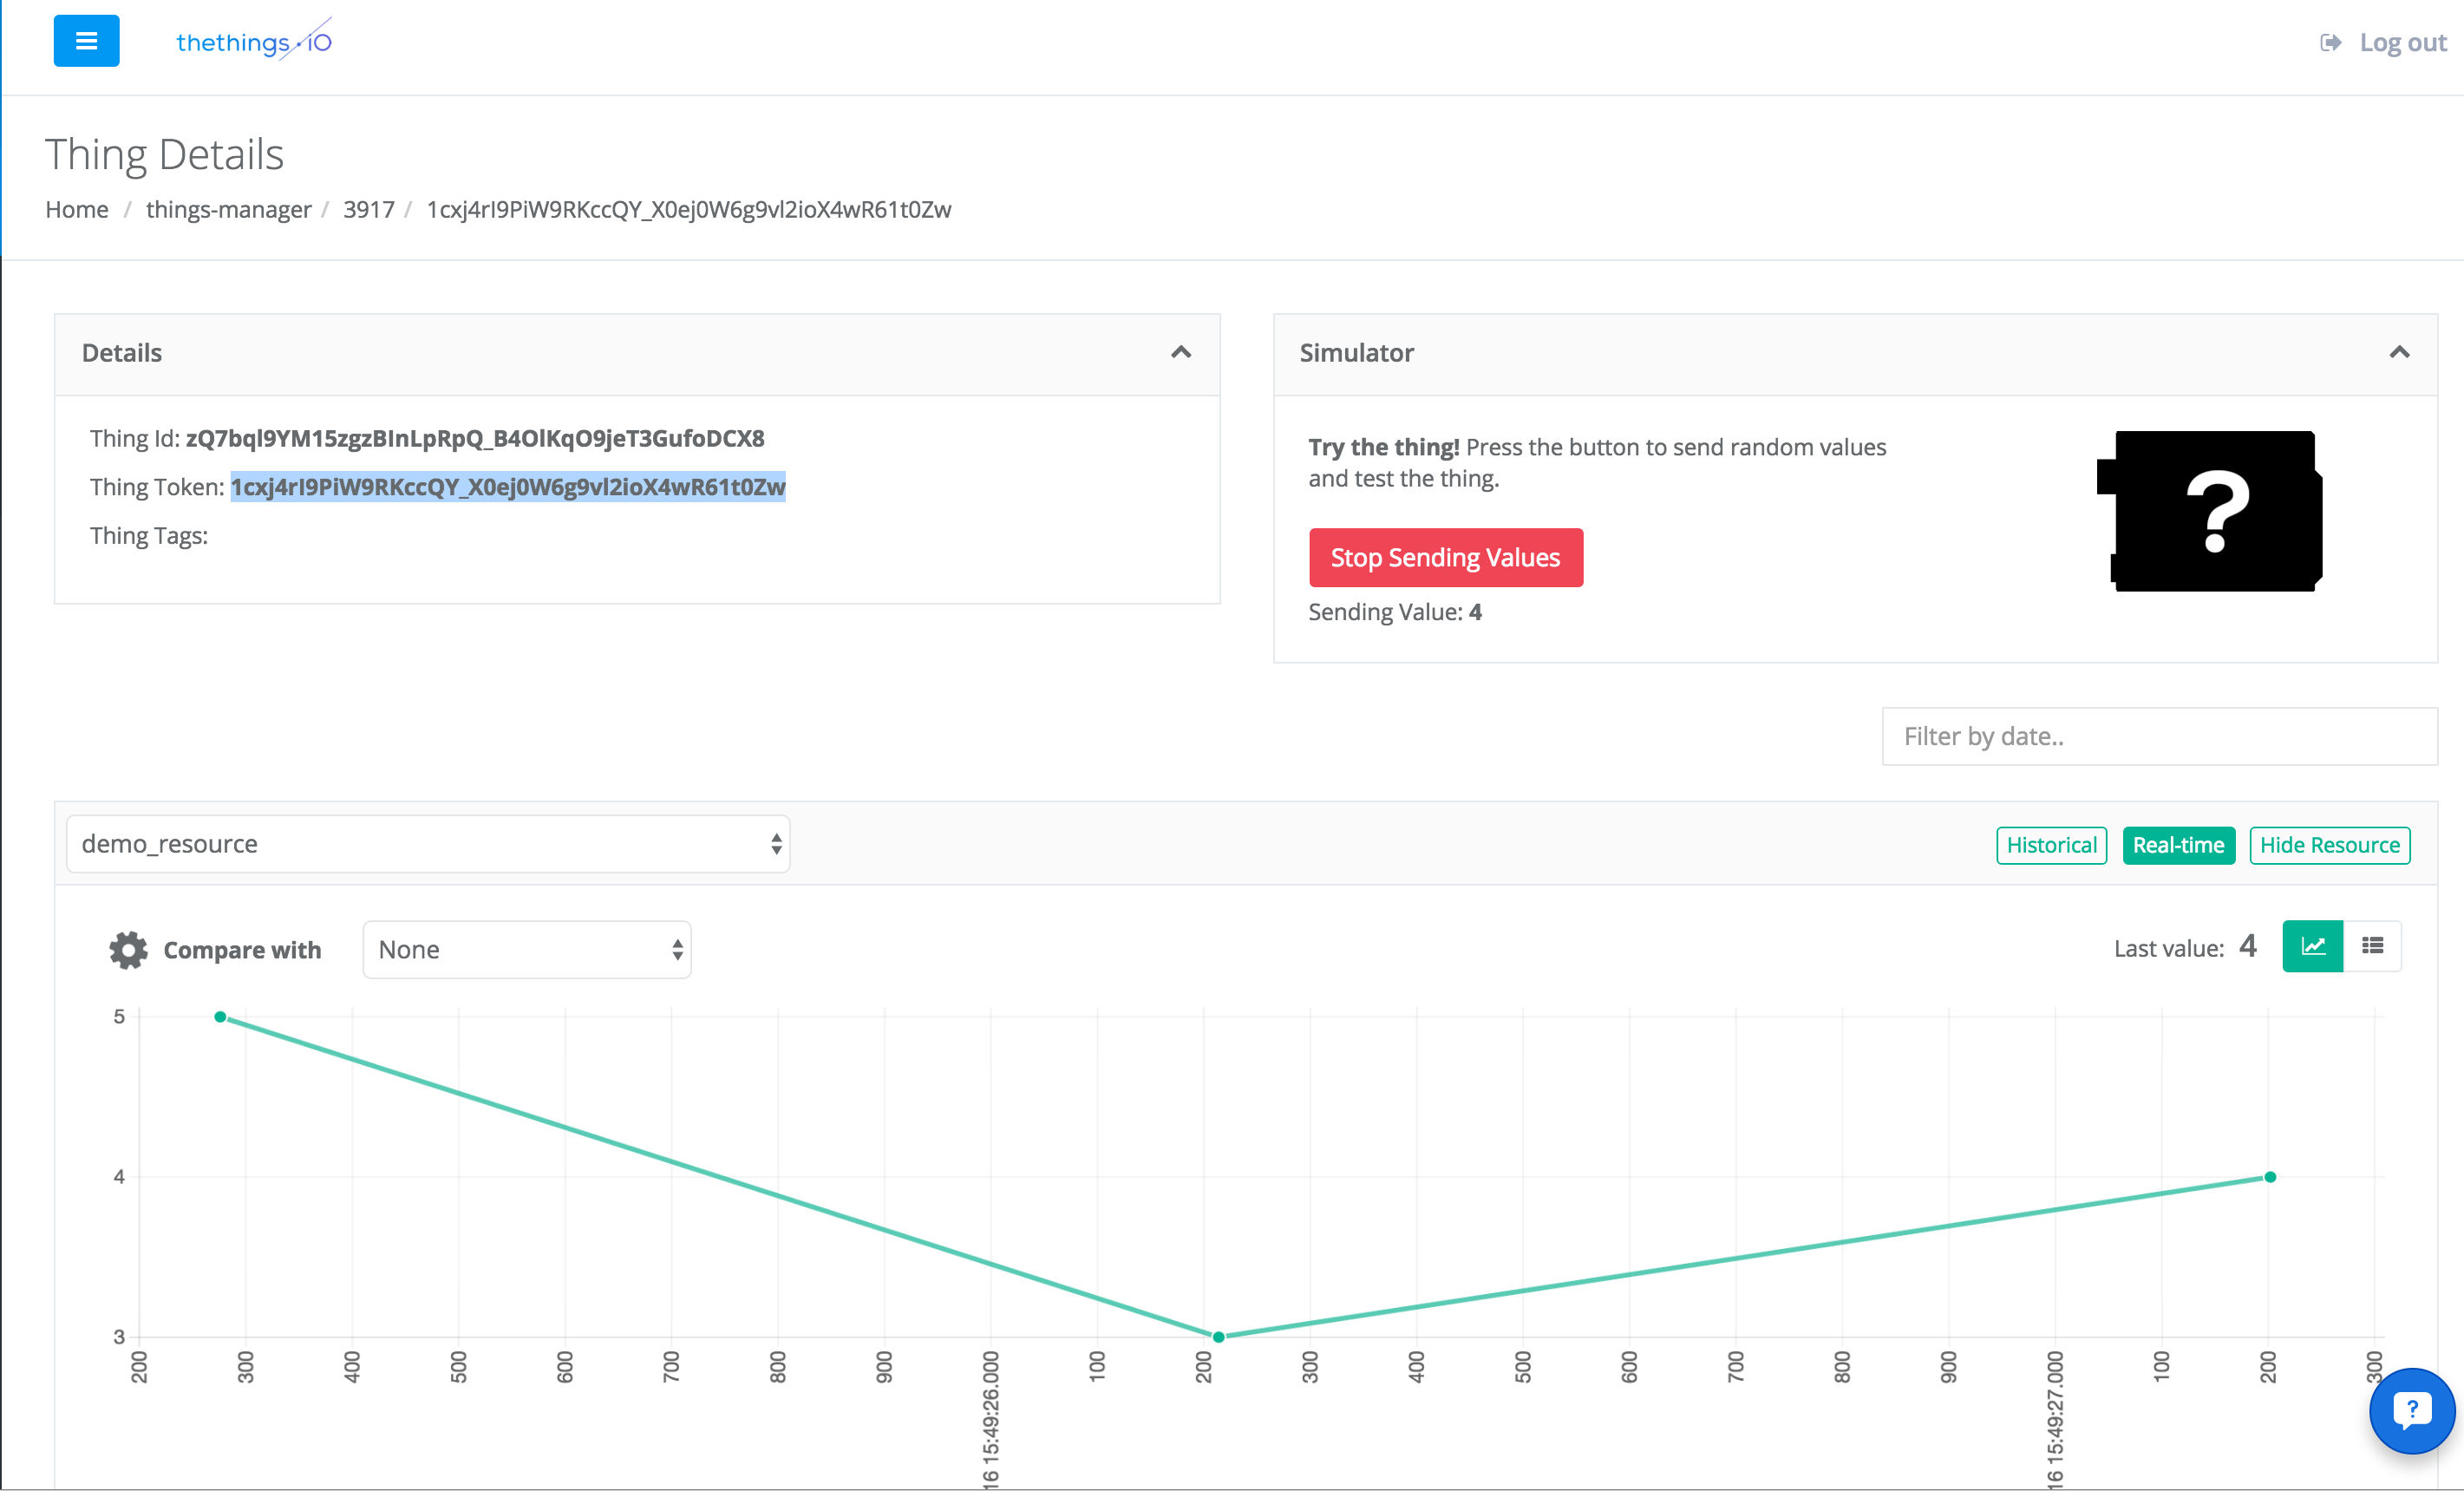 thethings.iO
Log out
Thing Details
Home / things-manager / 3917 / 1cxj4rI9PiW9RKccQY_X0ej0W6g9vl2ioX4wR61t0Zw
Details
Thing Id: zQ7bql9YM15zgzBInLpRpQ_B4OlKqO9jeT3GufoDCX8
Thing Token: 1cxj4rI9PiW9RKccQY_X0ej0W6g9vl2ioX4wR61t0Zw
Thing Tags:
Simulator
Try the thing! Press the button to send random values
and test the thing.
Stop Sending Values
Sending Value: 4
?
Filter by date..
demo_resource
Historical
Real-time
Hide Resource
Compare with
None
Last value: 4
5
4
3
200
300
400
500
600
700
800
900
16 15:49:26.000
100
200
300
400
500
600
700
800
900
16 15:49:27.000
100
200
300
?